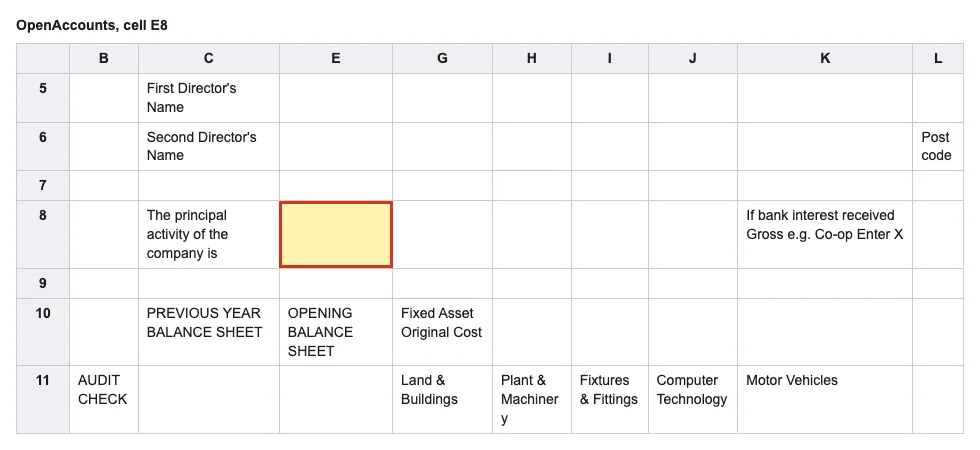 OpenAccounts, cell E8
B C E G H I J K L
5 First Director's
Name
6 Second Director's Post
Name code
7
8 The principal If bank interest received
activity of the Gross e.g. Co-op Enter X
company is
9
10 PREVIOUS YEAR OPENING Fixed Asset
BALANCE SHEET BALANCE Original Cost
SHEET
11 AUDIT Land & Plant & Fixtures Computer Motor Vehicles
CHECK Buildings Machiner & Fittings Technology
y